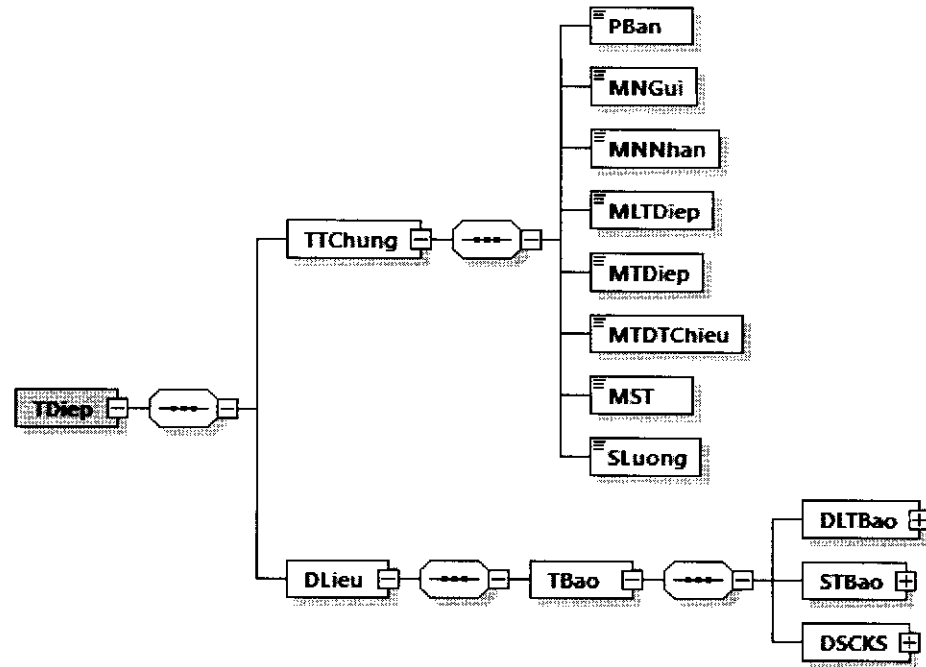 PBan
MNGui
MNNhan
MLTDiep
TTChung
MTDiep
MTDTChieu
TDiep
MST
SLuong
DLTBao
DLieu
TBao
STBao
DSCKS